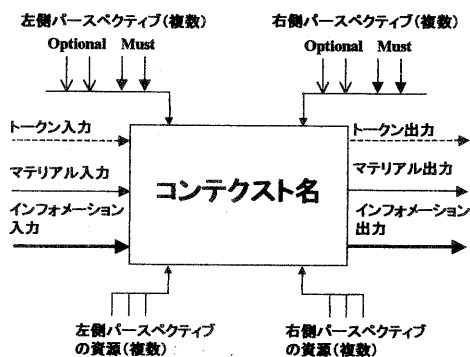 左側パースペクティブ(複数)
右側パースペクティブ(複数)
Optional Must
Optional Must
トークン入力
トークン出力
マテリアル入力
マテリアル出力
コンテクスト名
インフォメーション
入力
インフォメーション
出力
左側パースペクティブ
の資源(複数)
右側パースペクティブ
の資源(複数)